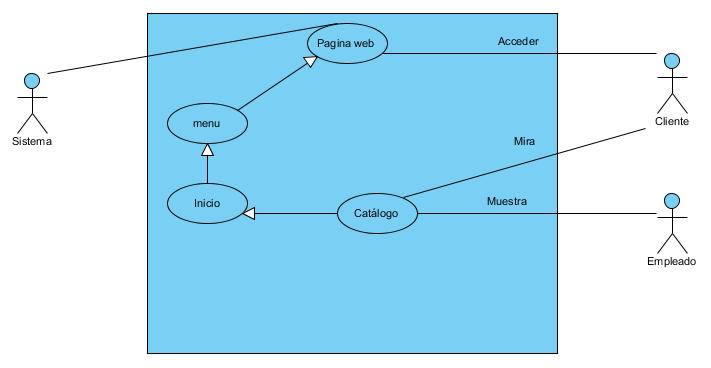 Pagina web
Acceder
Sistema
menu
Cliente
Mira
Inicio
Catálogo
Muestra
Empleado